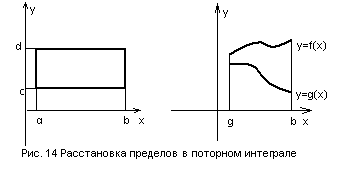 y
d
c
a
b
x
y
y=f(x)
y=g(x)
g
b
x
Рис. 14 Расстановка пределов в поторном интеграле